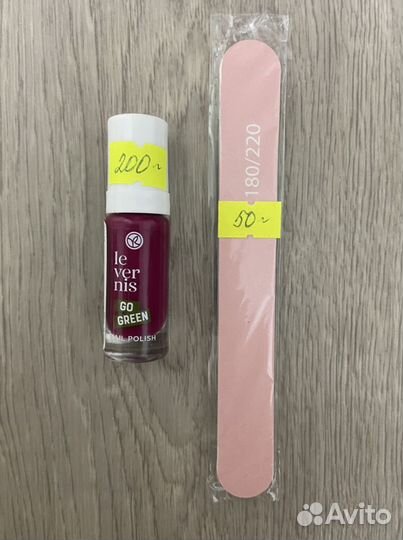 200~
le
ver
nis
GO
GREEN
NAIL POLISH
180/220
50~
Avito